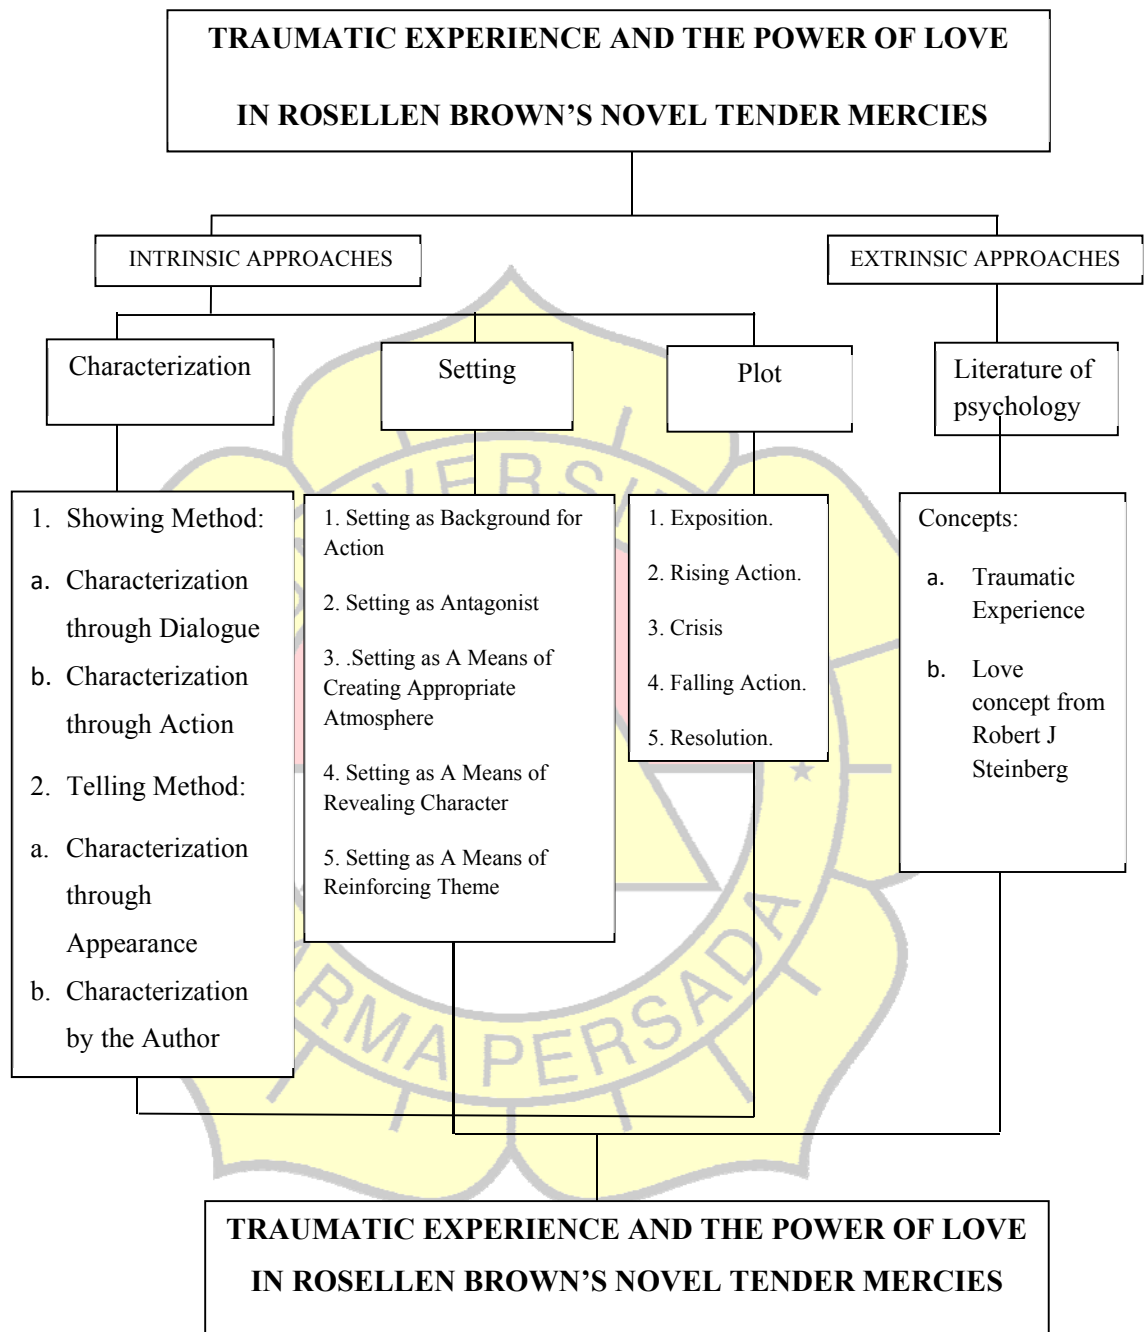 TRAUMATIC EXPERIENCE AND THE POWER OF LOVE
IN ROSELLEN BROWN’S NOVEL TENDER MERCIES
INTRINSIC APPROACHES
EXTRINSIC APPROACHES
Characterization
Setting
Plot
Literature of
psychology
1. Showing Method:
a. Characterization
through Dialogue
b. Characterization
through Action
2. Telling Method:
a. Characterization
through
Appearance
b. Characterization
by the Author
1. Setting as Background for
Action
2. Setting as Antagonist
3. .Setting as A Means of
Creating Appropriate
Atmosphere
4. Setting as A Means of
Revealing Character
5. Setting as A Means of
Reinforcing Theme
1. Exposition.
2. Rising Action.
3. Crisis
4. Falling Action.
5. Resolution.
Concepts:
a. Traumatic
Experience
b. Love
concept from
Robert J
Steinberg
VERSI
RMA PERSADA
TRAUMATIC EXPERIENCE AND THE POWER OF LOVE
IN ROSELLEN BROWN’S NOVEL TENDER MERCIES